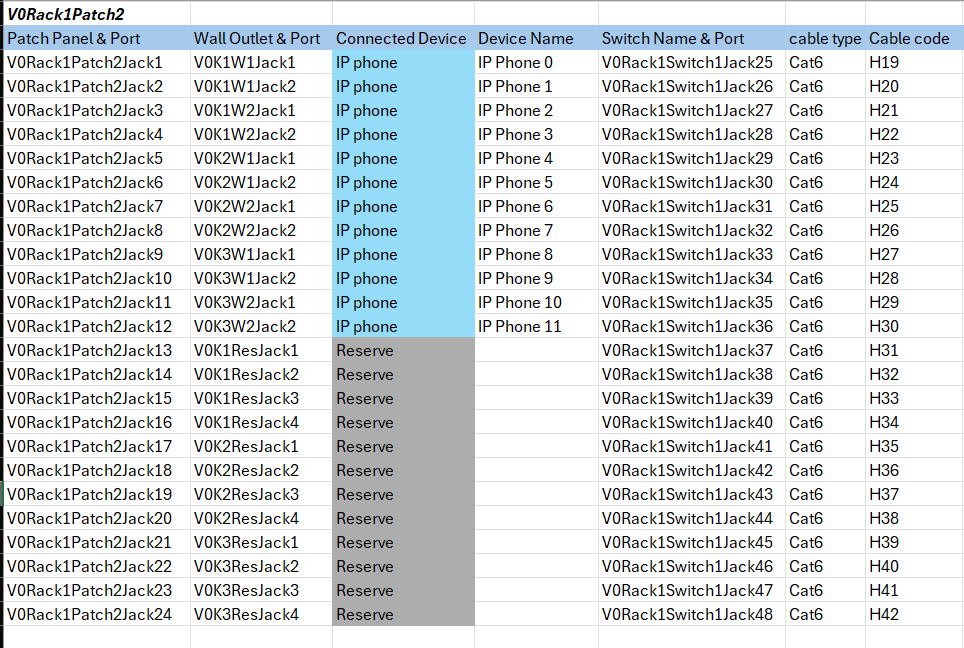 V0Rack1Patch2
Patch Panel & Port Wall Outlet & Port Connected Device Device Name Switch Name & Port cable type Cable code
V0Rack1Patch2Jack1 V0K1W1Jack1 IP phone IP Phone 0 V0Rack1Switch1Jack25 Cat6 H19
V0Rack1Patch2Jack2 V0K1W1Jack2 IP phone IP Phone 1 V0Rack1Switch1Jack26 Cat6 H20
V0Rack1Patch2Jack3 V0K1W2Jack1 IP phone IP Phone 2 V0Rack1Switch1Jack27 Cat6 H21
V0Rack1Patch2Jack4 V0K1W2Jack2 IP phone IP Phone 3 V0Rack1Switch1Jack28 Cat6 H22
V0Rack1Patch2Jack5 V0K2W1Jack1 IP phone IP Phone 4 V0Rack1Switch1Jack29 Cat6 H23
V0Rack1Patch2Jack6 V0K2W1Jack2 IP phone IP Phone 5 V0Rack1Switch1Jack30 Cat6 H24
V0Rack1Patch2Jack7 V0K2W2Jack1 IP phone IP Phone 6 V0Rack1Switch1Jack31 Cat6 H25
V0Rack1Patch2Jack8 V0K2W2Jack2 IP phone IP Phone 7 V0Rack1Switch1Jack32 Cat6 H26
V0Rack1Patch2Jack9 V0K3W1Jack1 IP phone IP Phone 8 V0Rack1Switch1Jack33 Cat6 H27
V0Rack1Patch2Jack10 V0K3W1Jack2 IP phone IP Phone 9 V0Rack1Switch1Jack34 Cat6 H28
V0Rack1Patch2Jack11 V0K3W2Jack1 IP phone IP Phone 10 V0Rack1Switch1Jack35 Cat6 H29
V0Rack1Patch2Jack12 V0K3W2Jack2 IP phone IP Phone 11 V0Rack1Switch1Jack36 Cat6 H30
V0Rack1Patch2Jack13 V0K1ResJack1 Reserve V0Rack1Switch1Jack37 Cat6 H31
V0Rack1Patch2Jack14 V0K1ResJack2 Reserve V0Rack1Switch1Jack38 Cat6 H32
V0Rack1Patch2Jack15 V0K1ResJack3 Reserve V0Rack1Switch1Jack39 Cat6 H33
V0Rack1Patch2Jack16 V0K1ResJack4 Reserve V0Rack1Switch1Jack40 Cat6 H34
V0Rack1Patch2Jack17 V0K2ResJack1 Reserve V0Rack1Switch1Jack41 Cat6 H35
V0Rack1Patch2Jack18 V0K2ResJack2 Reserve V0Rack1Switch1Jack42 Cat6 H36
V0Rack1Patch2Jack19 V0K2ResJack3 Reserve V0Rack1Switch1Jack43 Cat6 H37
V0Rack1Patch2Jack20 V0K2ResJack4 Reserve V0Rack1Switch1Jack44 Cat6 H38
V0Rack1Patch2Jack21 V0K3ResJack1 Reserve V0Rack1Switch1Jack45 Cat6 H39
V0Rack1Patch2Jack22 V0K3ResJack2 Reserve V0Rack1Switch1Jack46 Cat6 H40
V0Rack1Patch2Jack23 V0K3ResJack3 Reserve V0Rack1Switch1Jack47 Cat6 H41
V0Rack1Patch2Jack24 V0K3ResJack4 Reserve V0Rack1Switch1Jack48 Cat6 H42